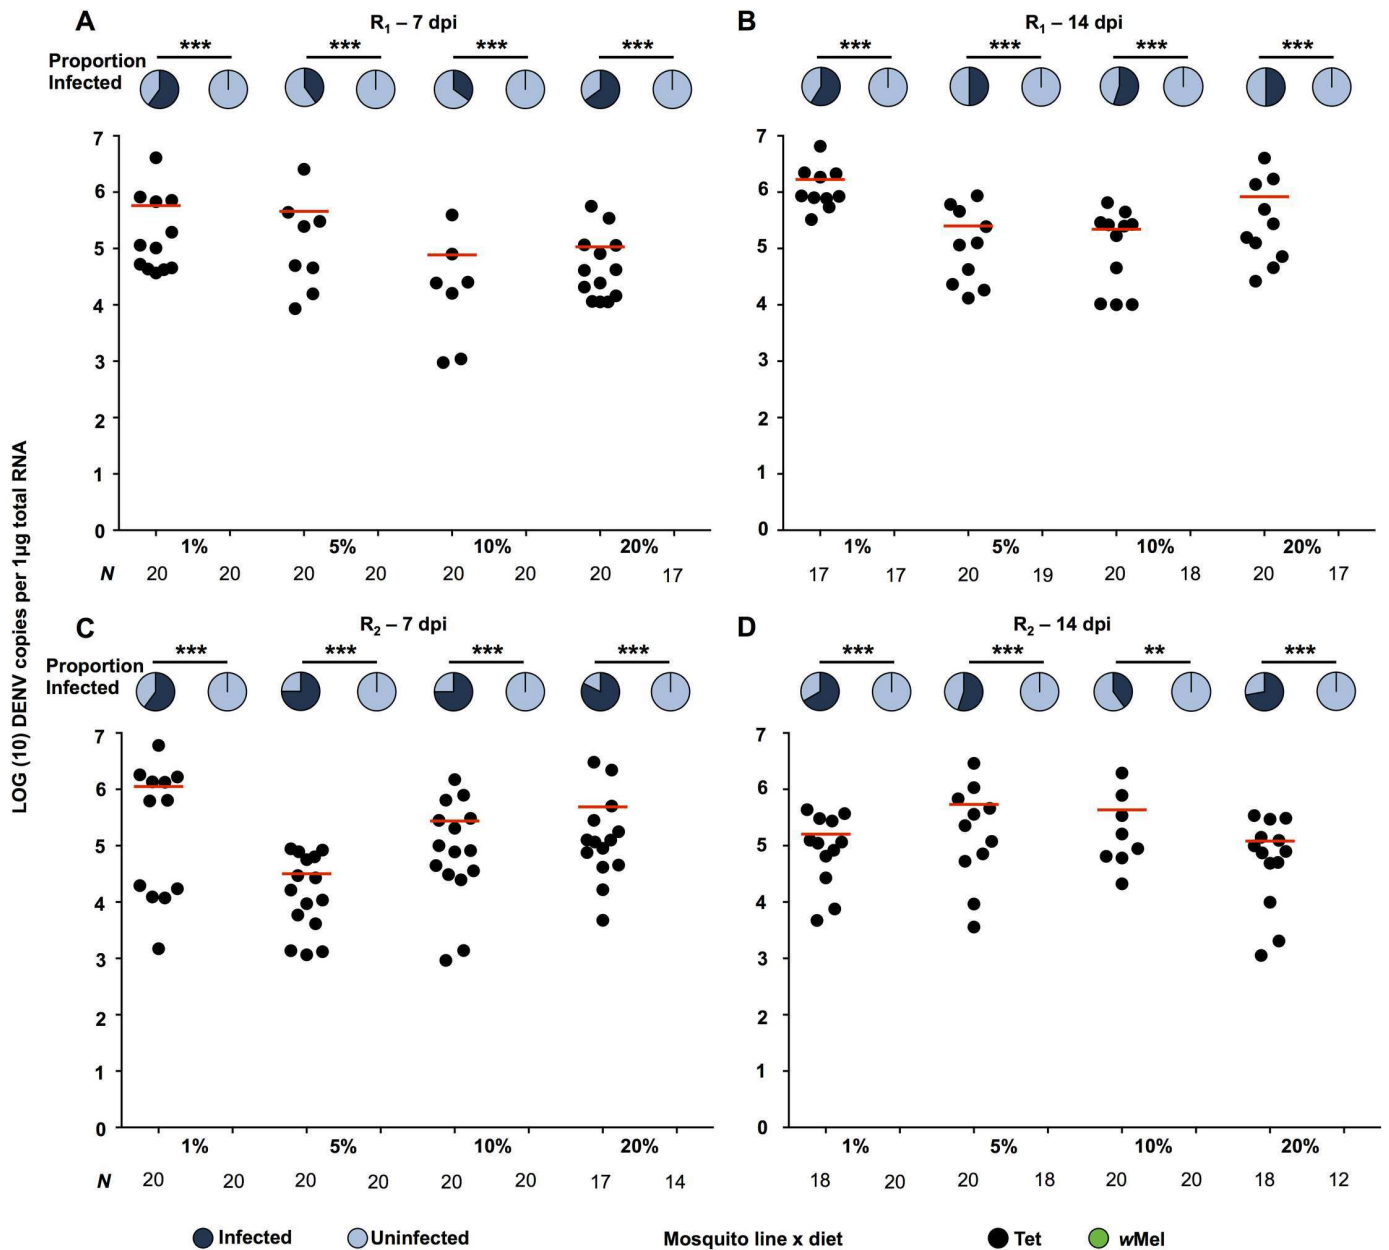 A
R1 – 7 dpi
B
R1 – 14 dpi
Proportion
Infected
*** *** *** ***
*** *** *** ***
LOG (10) DENV copies per 1µg total RNA
7
6
5
4
3
2
1
0
7
6
5
4
3
2
1
0
1% 5% 10% 20%
N 20 20 20 20 20 20 20 17
1% 5% 10% 20%
17 17 20 19 20 18 20 17
C
R2 – 7 dpi
D
R2 – 14 dpi
Proportion
Infected
*** *** *** ***
*** *** ** ***
7
6
5
4
3
2
1
0
7
6
5
4
3
2
1
0
1% 5% 10% 20%
N 20 20 20 20 20 20 17 14
1% 5% 10% 20%
18 20 20 18 20 20 18 12
Infected Uninfected Mosquito line x diet Tet wMel